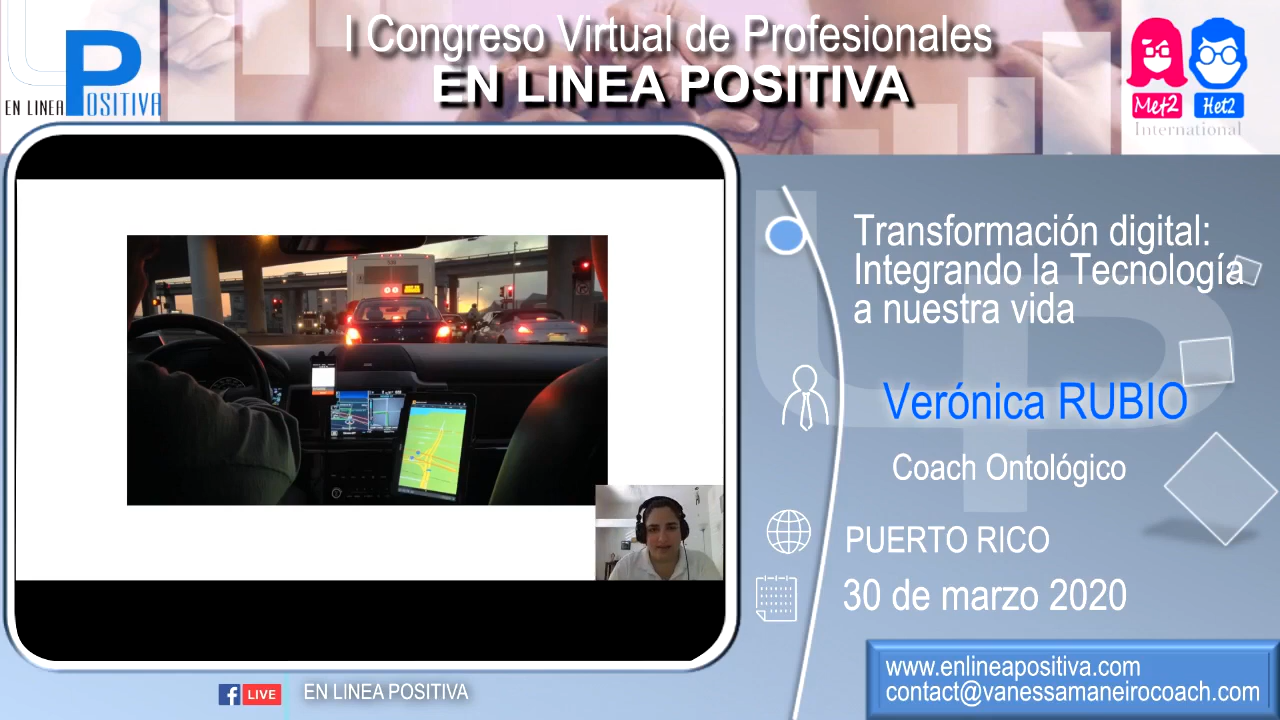 I Congreso Virtual de Profesionales
EN LINEA POSITIVA
EN LINEA POSITIVA
Met2 Het2
International
Transformación digital:
Integrando la Tecnología
a nuestra vida
Verónica RUBIO
Coach Ontológico
PUERTO RICO
30 de marzo 2020
www.enlineapositiva.com
contact@vanessamaneirocoach.com
f LIVE EN LINEA POSITIVA